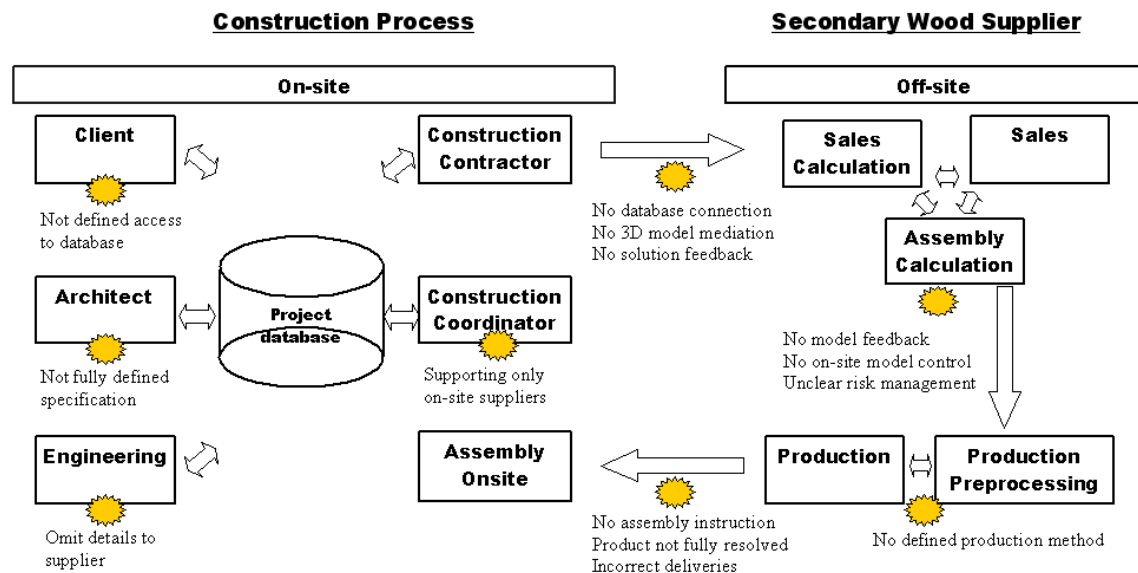 Construction Process
Secondary Wood Supplier
On-site
Off-site
Client
Construction
Contractor
Sales
Calculation
Sales
Not defined access
to database
No database connection
No 3D model mediation
No solution feedback
Assembly
Calculation
Architect
Project
database
Construction
Coordinator
Not fully defined
specification
Supporting only
on-site suppliers
No model feedback
No on-site model control
Unclear risk management
Engineering
Assembly
Onsite
Production
Production
Preprocessing
Omit details to
supplier
No assembly instruction
Product not fully resolved
Incorrect deliveries
No defined production method